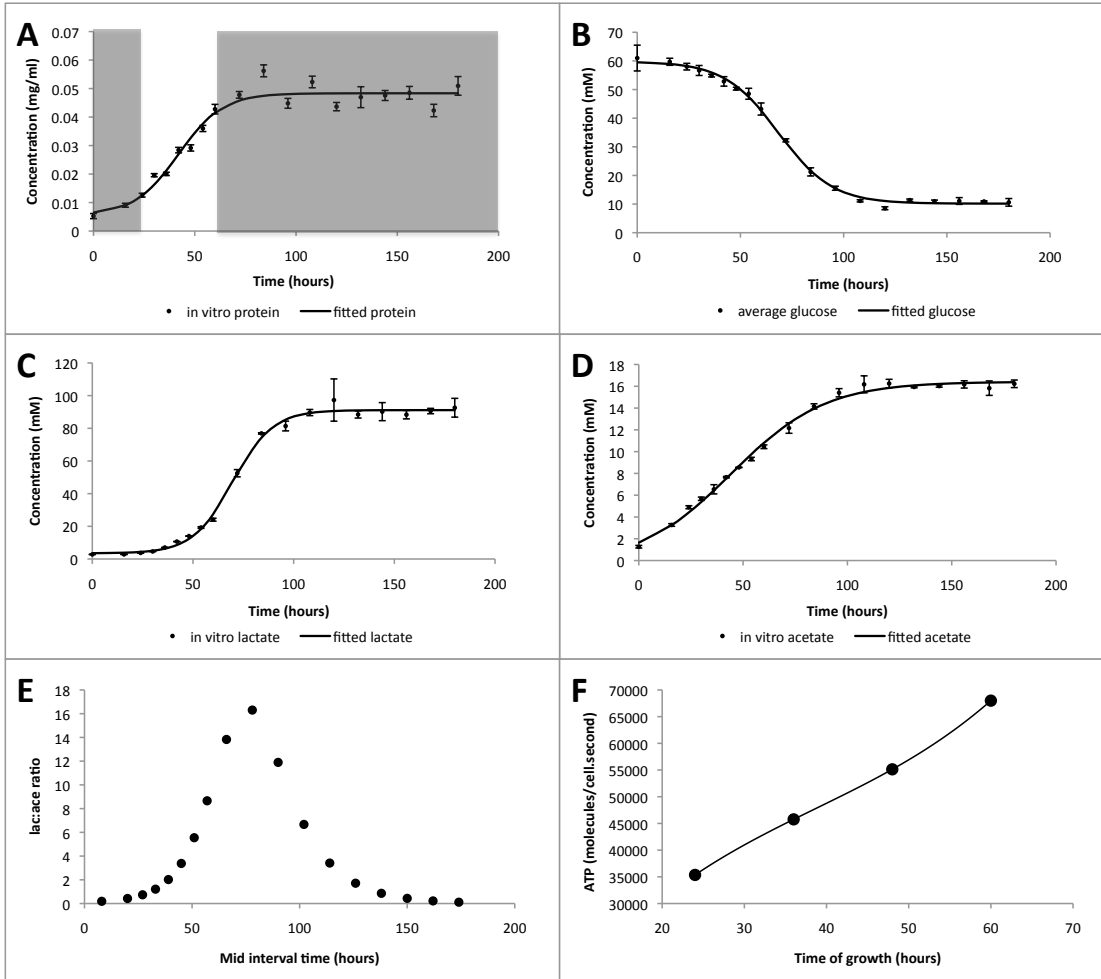 A
Concentration (mg/ml)
0.07
0.06
0.05
0.04
0.03
0.02
0.01
0
0 50 100 150 200
Time (hours)
in vitro protein fitted protein
B
Concentration (mM)
70
60
50
40
30
20
10
0
0 50 100 150 200
Time (hours)
average glucose fitted glucose
C
Concentration (mM)
120
100
80
60
40
20
0
0 50 100 150 200
Time (hours)
in vitro lactate fitted lactate
D
Concentration (mM)
18
16
14
12
10
8
6
4
2
0
0 50 100 150 200
Time (hours)
in vitro acetate fitted acetate
E
lac:ace ratio
18
16
14
12
10
8
6
4
2
0
0 50 100 150 200
Mid interval time (hours)
F
ATP (molecules/cell.second)
70000
65000
60000
55000
50000
45000
40000
35000
30000
20 30 40 50 60 70
Time of growth (hours)